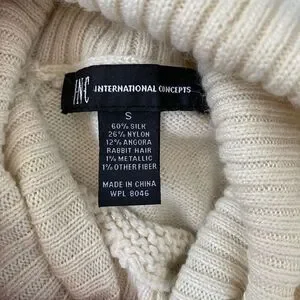 INC INTERNATIONAL CONCEPTS
S
60% SILK
26% NYLON
12% ANGORA
RABBIT HAIR
1% METALLIC
1% OTHER FIBER
MADE IN CHINA
WPL 8046